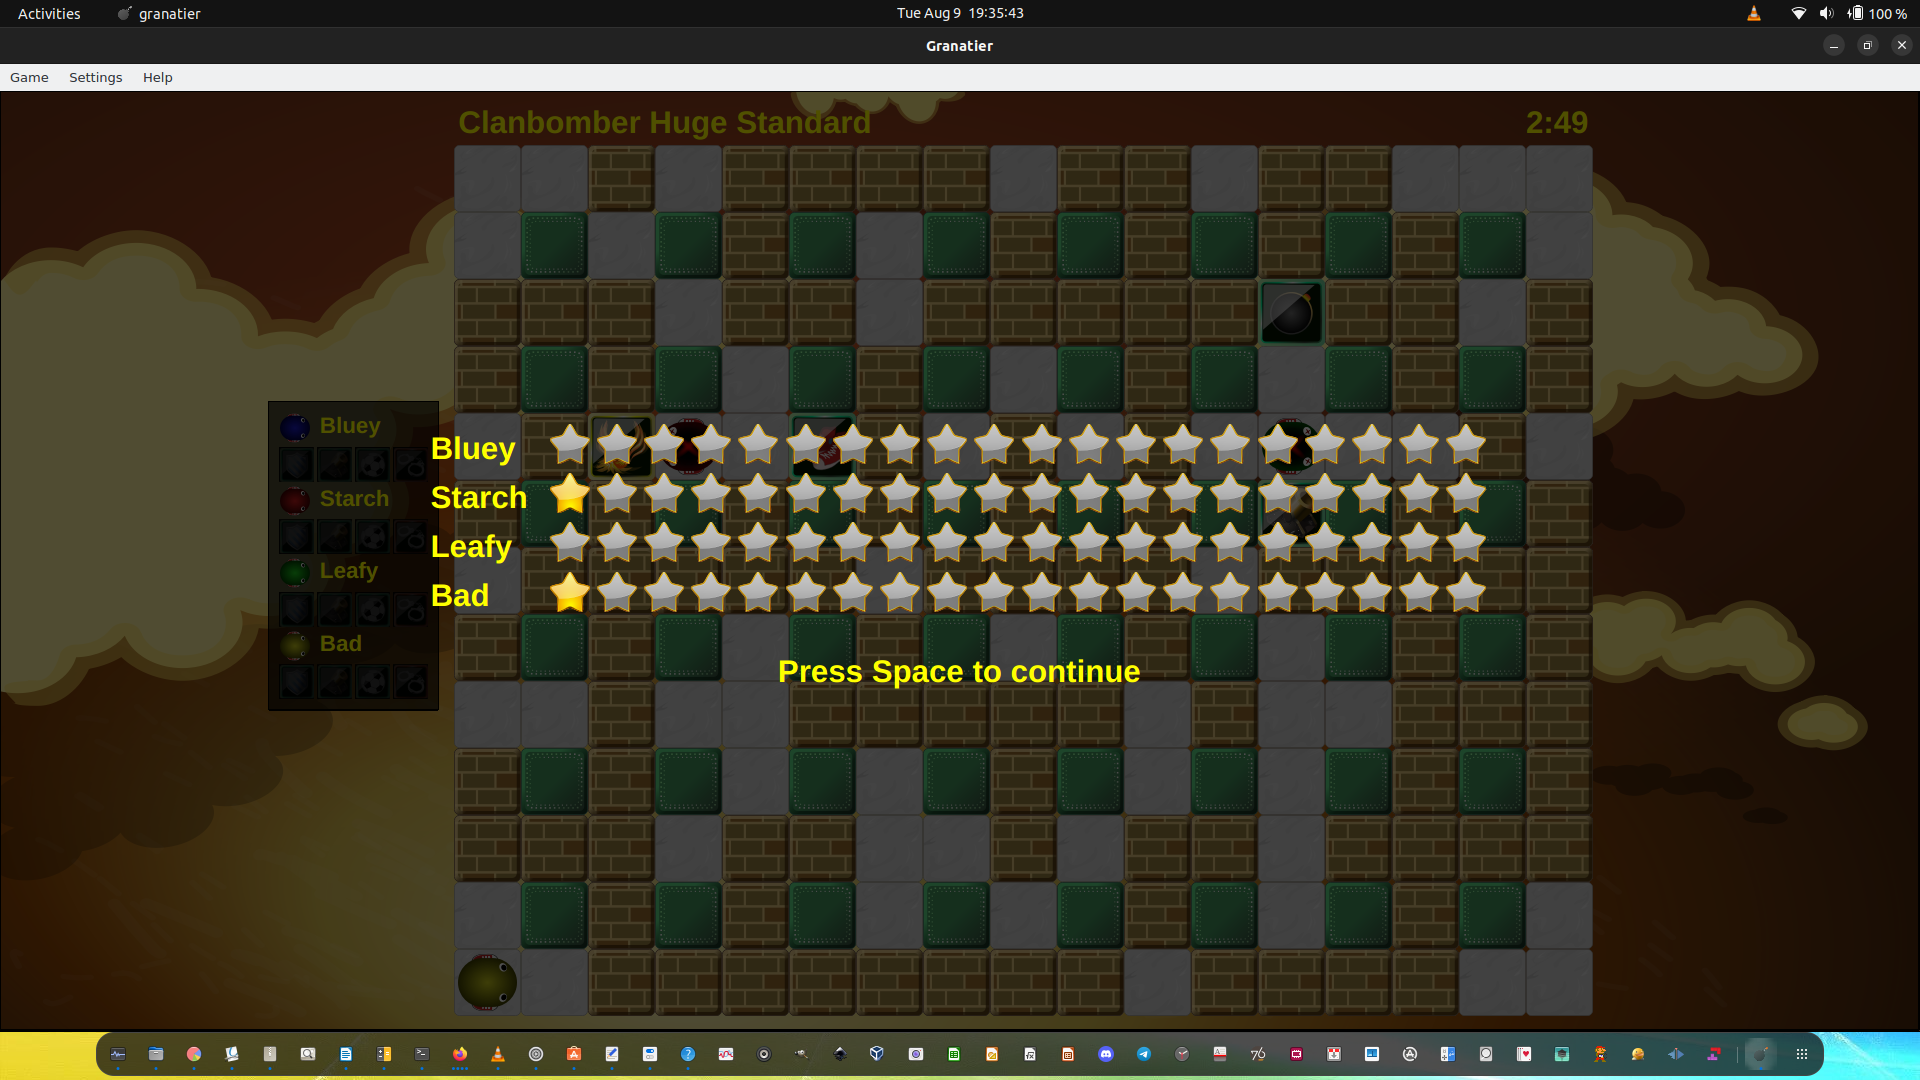 Activities granatier Tue Aug 9 19:35:43 100 %
Granatier
Game Settings Help
Clanbomber Huge Standard 2:49
Bluey
Starch
Leafy
Bad
Bluey
Starch
Leafy
Bad
Press Space to continue
76